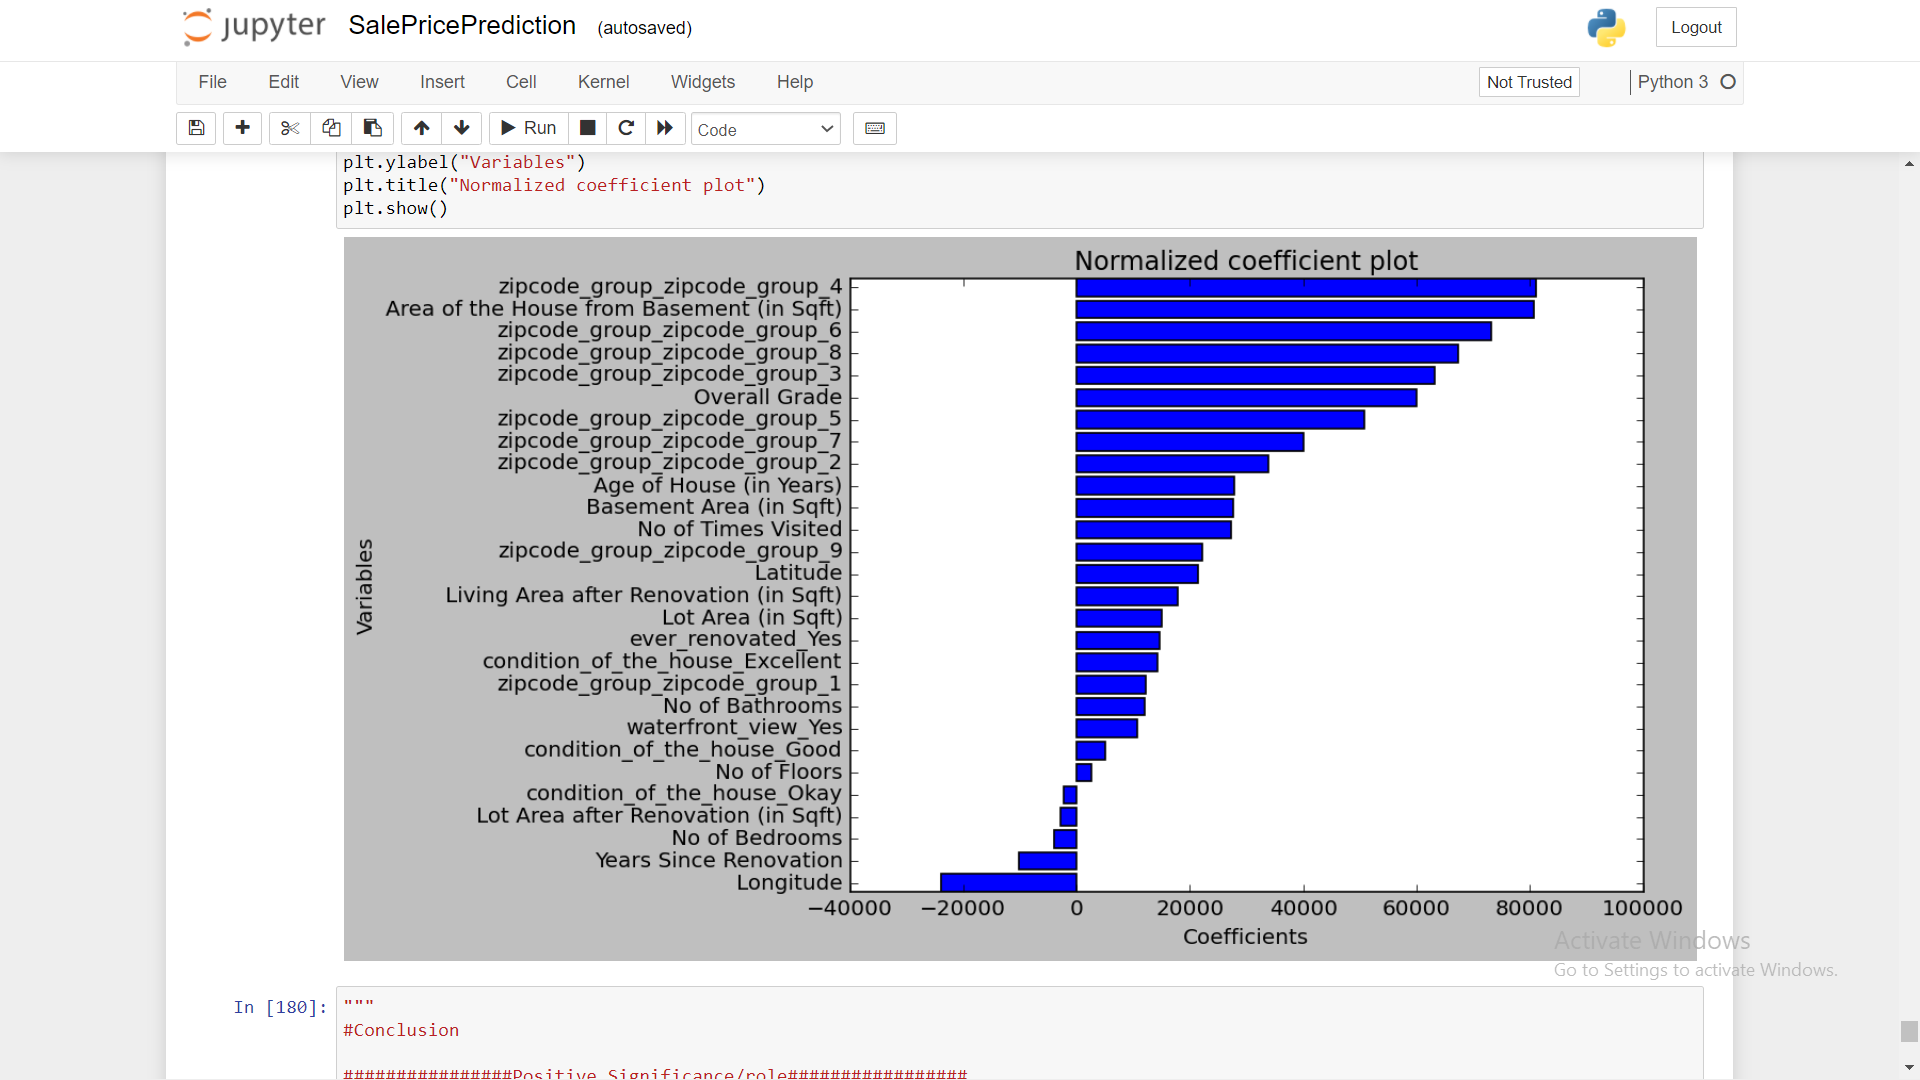 jupyter SalePricePrediction (autosaved) Logout
File Edit View Insert Cell Kernel Widgets Help Not Trusted Python 3
Run Code
plt.ylabel("Variables")
plt.title("Normalized coefficient plot")
plt.show()
Normalized coefficient plot
zipcode_group_zipcode_group_4
Area of the House from Basement (in Sqft)
zipcode_group_zipcode_group_6
zipcode_group_zipcode_group_8
zipcode_group_zipcode_group_3
Overall Grade
zipcode_group_zipcode_group_5
zipcode_group_zipcode_group_7
zipcode_group_zipcode_group_2
Age of House (in Years)
Basement Area (in Sqft)
No of Times Visited
zipcode_group_zipcode_group_9
Latitude
Living Area after Renovation (in Sqft)
Lot Area (in Sqft)
ever_renovated_Yes
condition_of_the_house_Excellent
zipcode_group_zipcode_group_1
No of Bathrooms
waterfront_view_Yes
condition_of_the_house_Good
No of Floors
condition_of_the_house_Okay
Lot Area after Renovation (in Sqft)
No of Bedrooms
Years Since Renovation
Longitude
Variables
−40000 −20000 0 20000 40000 60000 80000 100000
Coefficients
Activate Windows
Go to Settings to activate Windows.
In [180]: """
#Conclusion
################Positive Significance/role#################